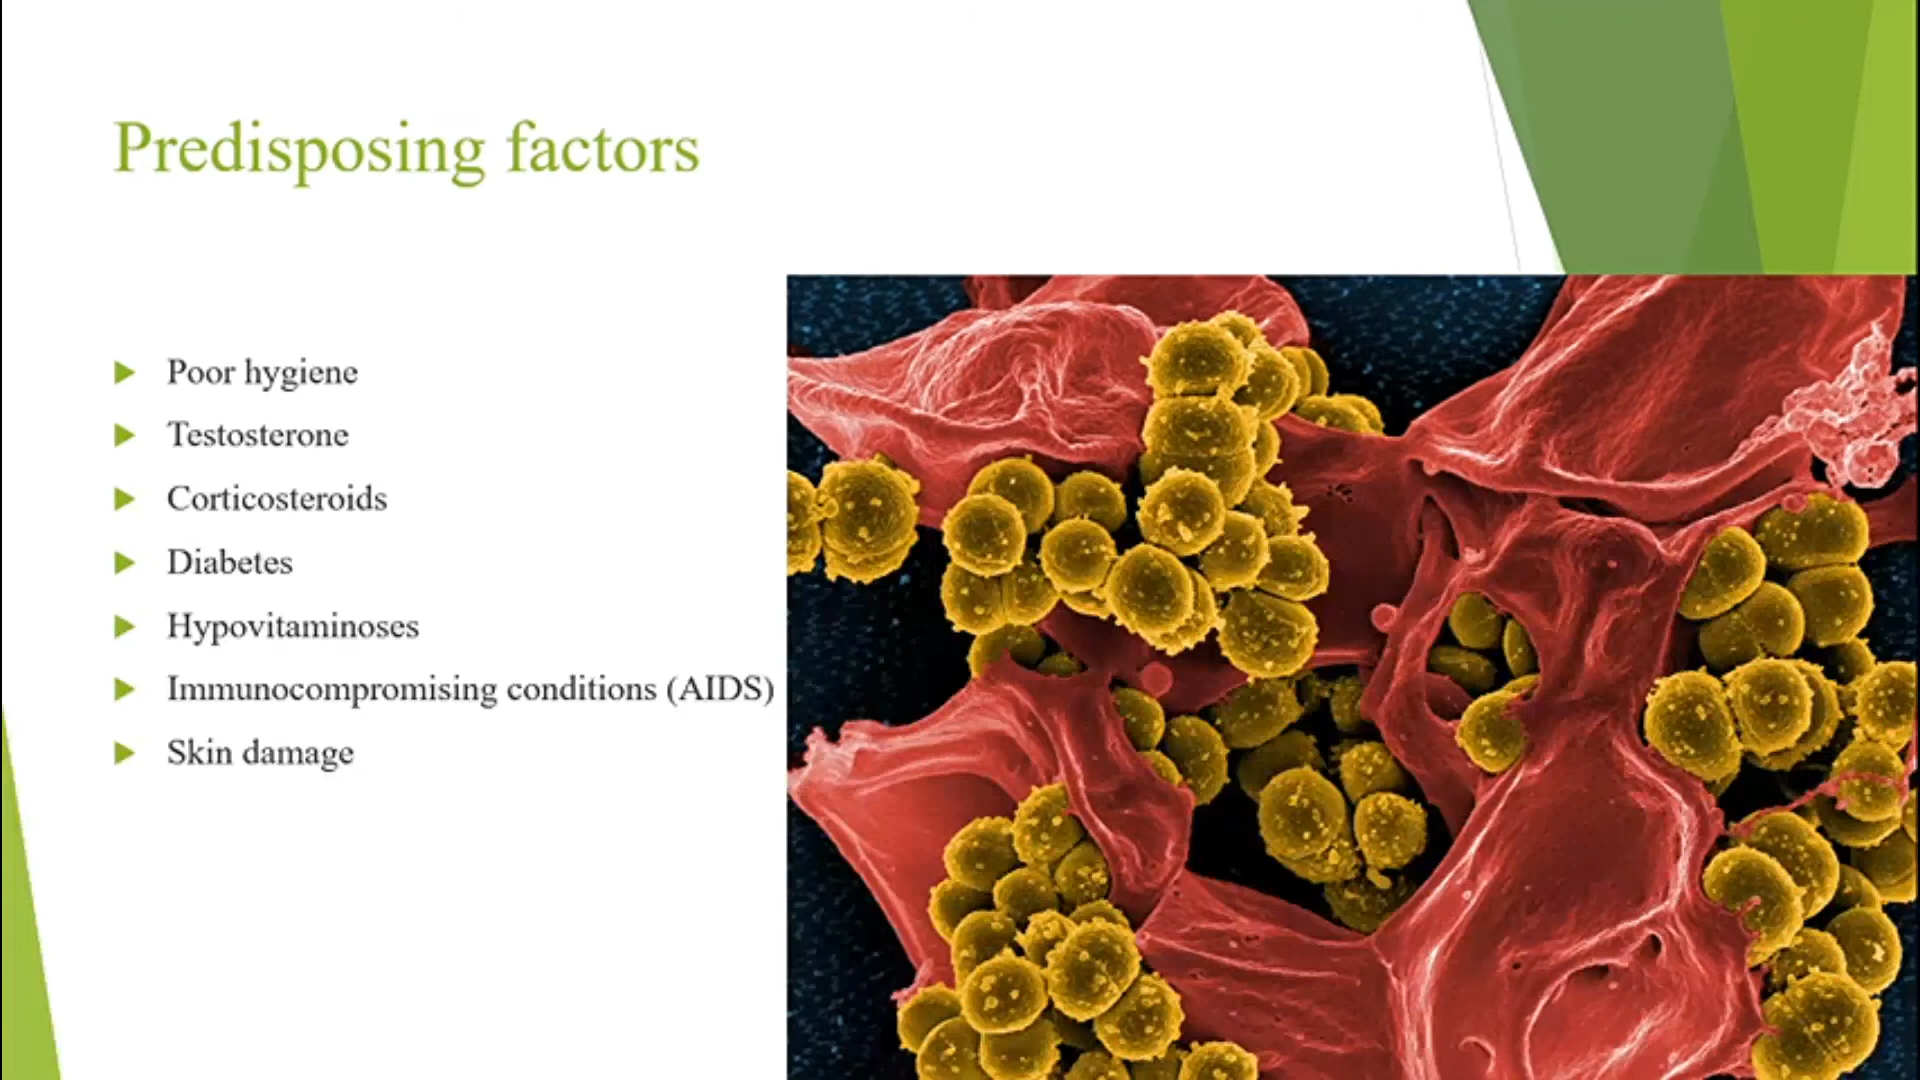 Predisposing factors
Poor hygiene
Testosterone
Corticosteroids
Diabetes
Hypovitaminoses
Immunocompromising conditions (AIDS)
Skin damage